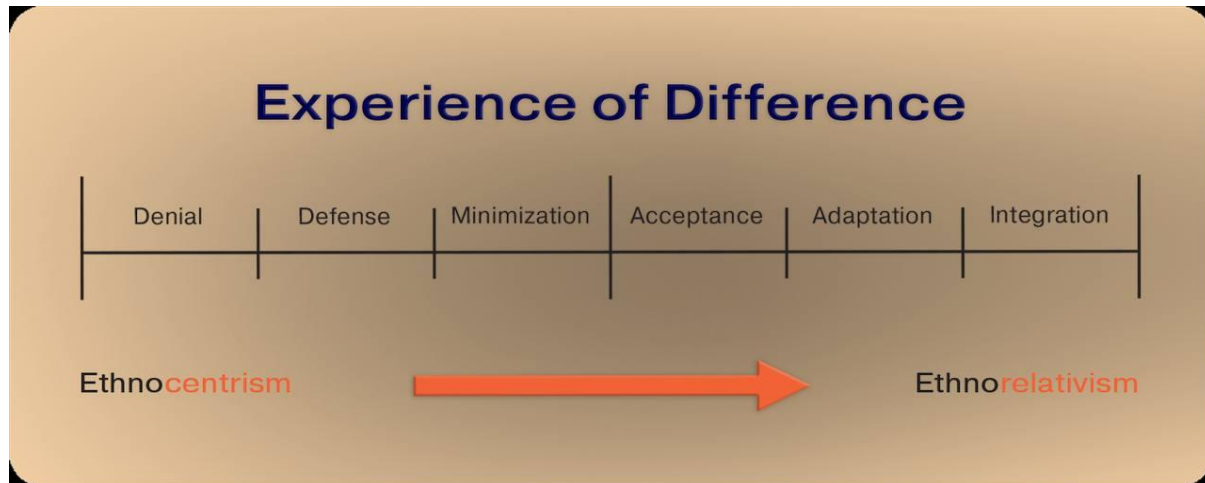 Experience of Difference
Denial Defense Minimization Acceptance Adaptation Integration
Ethnocentrism Ethnorelativism